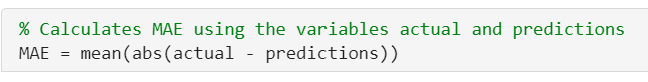 % Calculates MAE using the variables actual and predictions
MAE = mean(abs(actual - predictions))